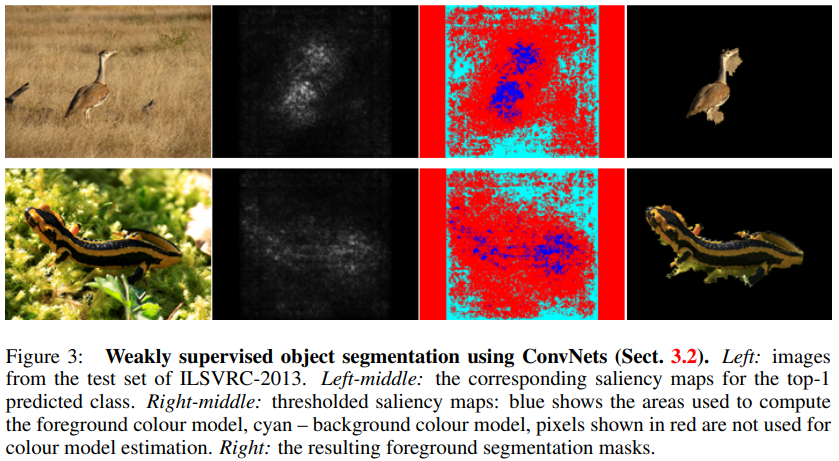 Figure 3: Weakly supervised object segmentation using ConvNets (Sect. 3.2). Left: images
from the test set of ILSVRC-2013. Left-middle: the corresponding saliency maps for the top-1
predicted class. Right-middle: thresholded saliency maps: blue shows the areas used to compute
the foreground colour model, cyan – background colour model, pixels shown in red are not used for
colour model estimation. Right: the resulting foreground segmentation masks.